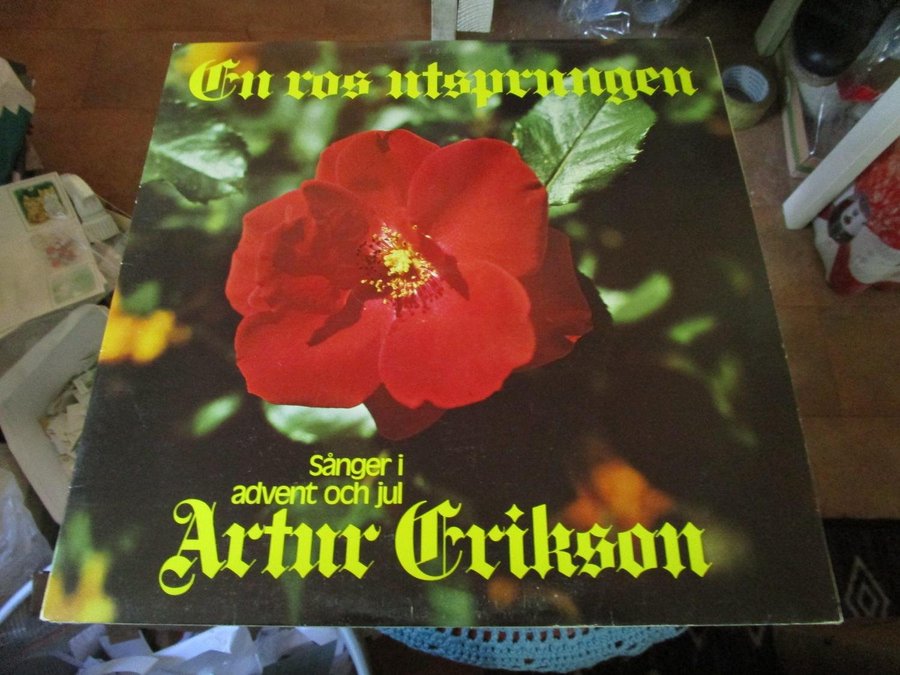 En ros utsprungen
Sånger i
advent och jul
Artur Erikson